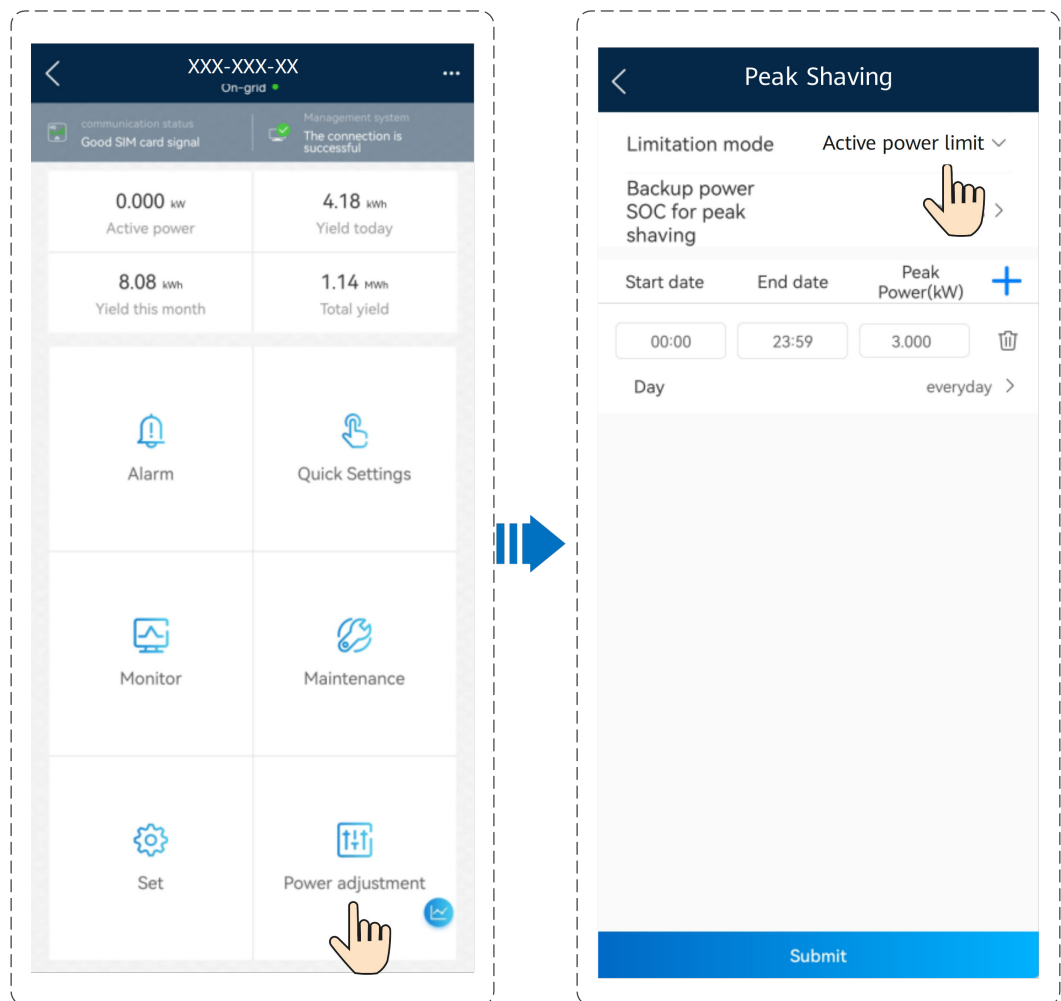 XXX-XXX-XX
On-grid
communication status
Good SIM card signal
Management system
The connection is
successful
0.000 kW
Active power
4.18 kWh
Yield today
8.08 kWh
Yield this month
1.14 MWh
Total yield
Alarm
Quick Settings
Monitor
Maintenance
Set
Power adjustment
Peak Shaving
Limitation mode
Active power limit
Backup power
SOC for peak
shaving
Start date
End date
Peak
Power(kW)
00:00
23:59
3.000
Day
everyday
Submit